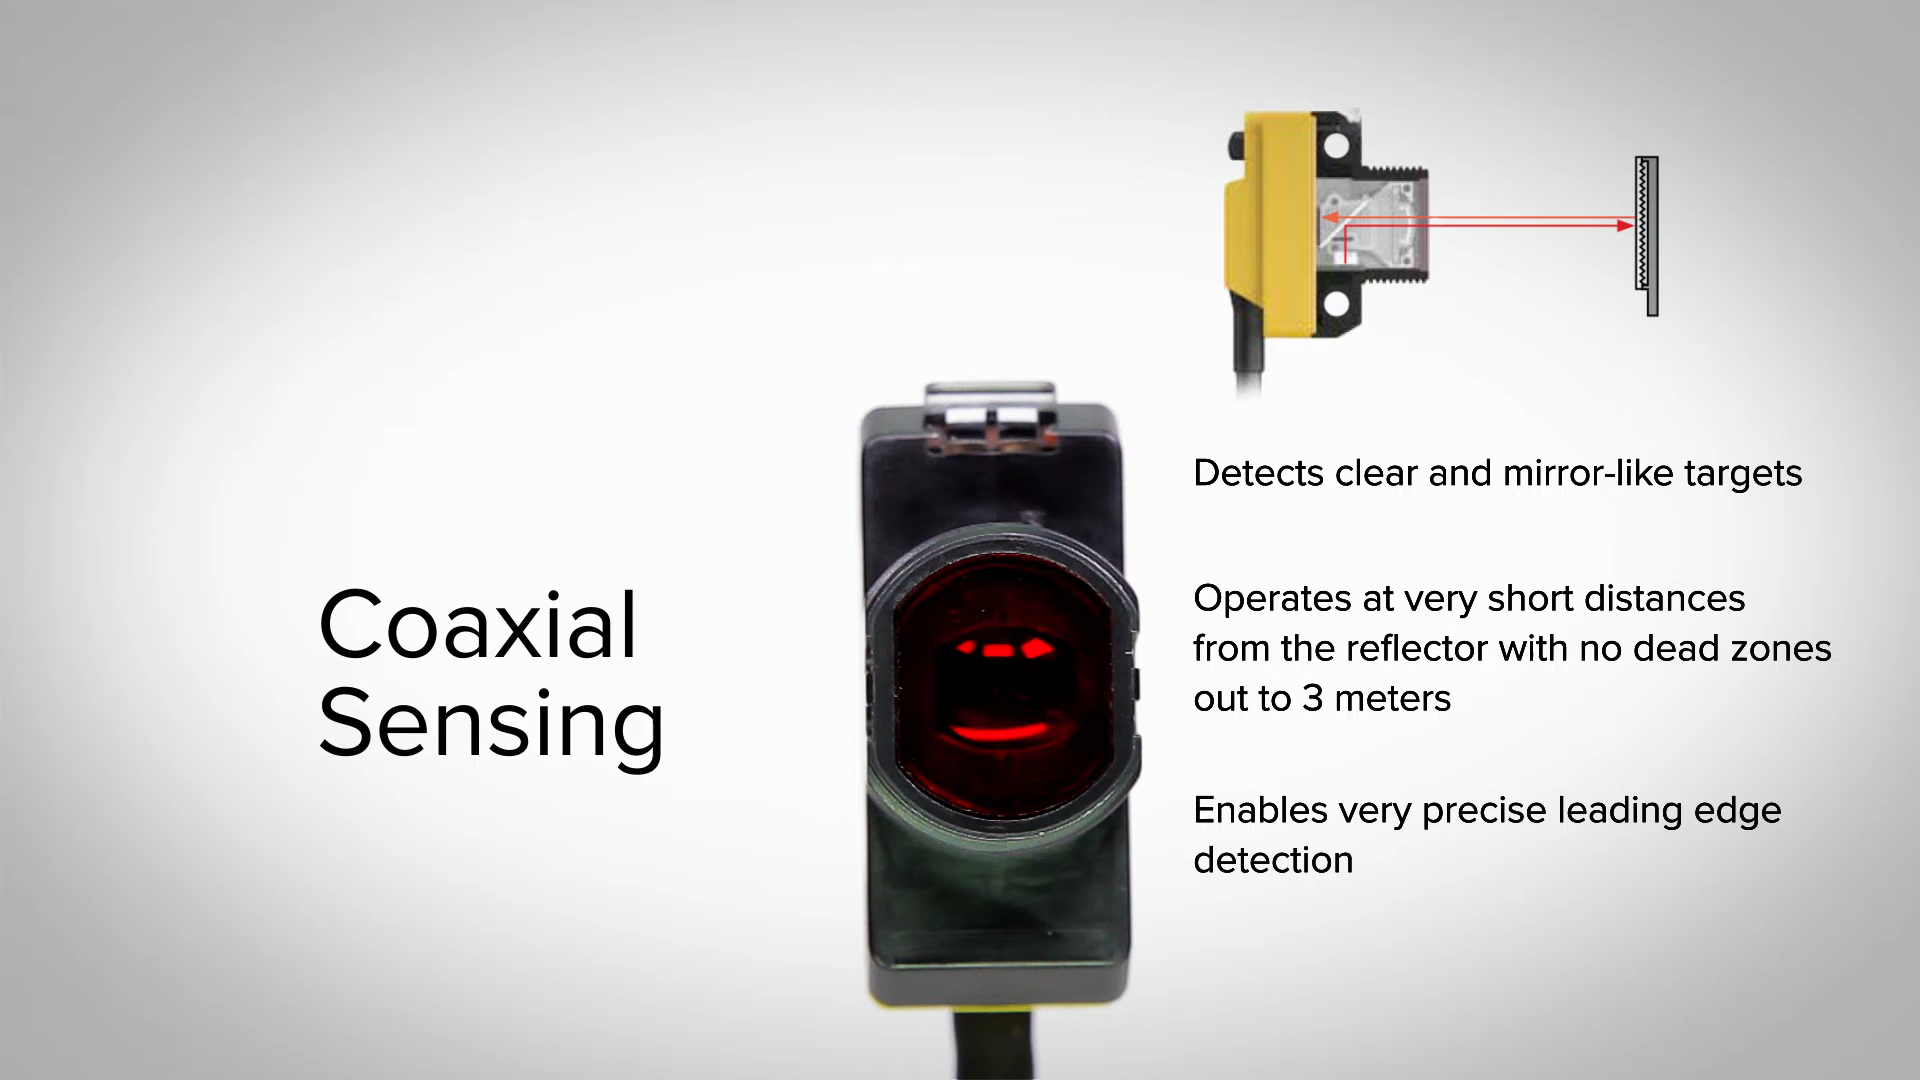 Coaxial
Sensing
Detects clear and mirror-like targets
Operates at very short distances
from the reflector with no dead zones
out to 3 meters
Enables very precise leading edge
detection